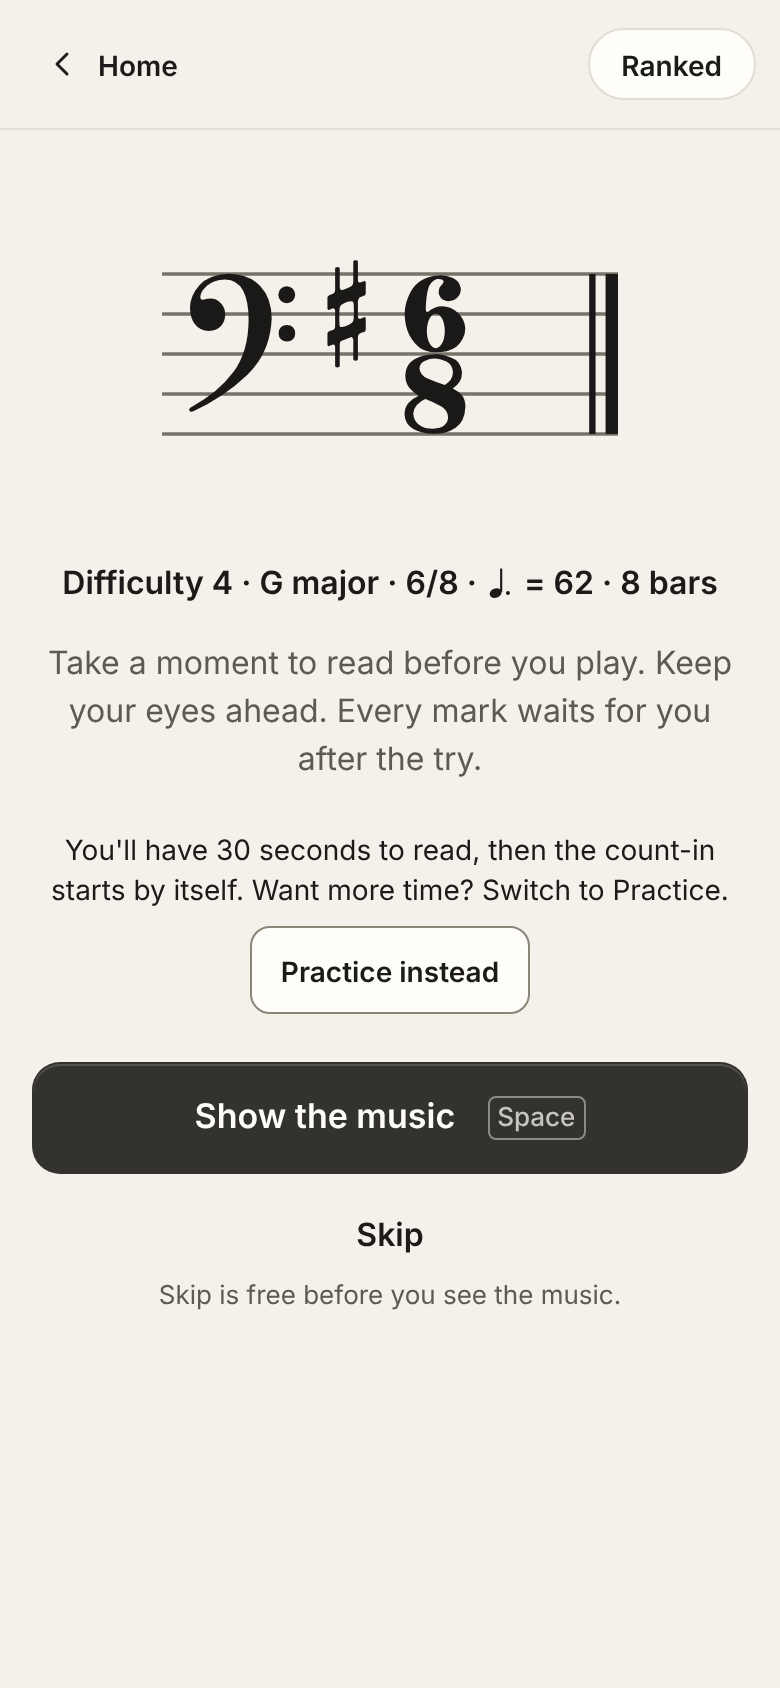 Home
Ranked
6
8
Difficulty 4 · G major · 6/8 · ♩. = 62 · 8 bars
Take a moment to read before you play. Keep
your eyes ahead. Every mark waits for you
after the try.
You'll have 30 seconds to read, then the count-in
starts by itself. Want more time? Switch to Practice.
Practice instead
Show the music Space
Skip
Skip is free before you see the music.